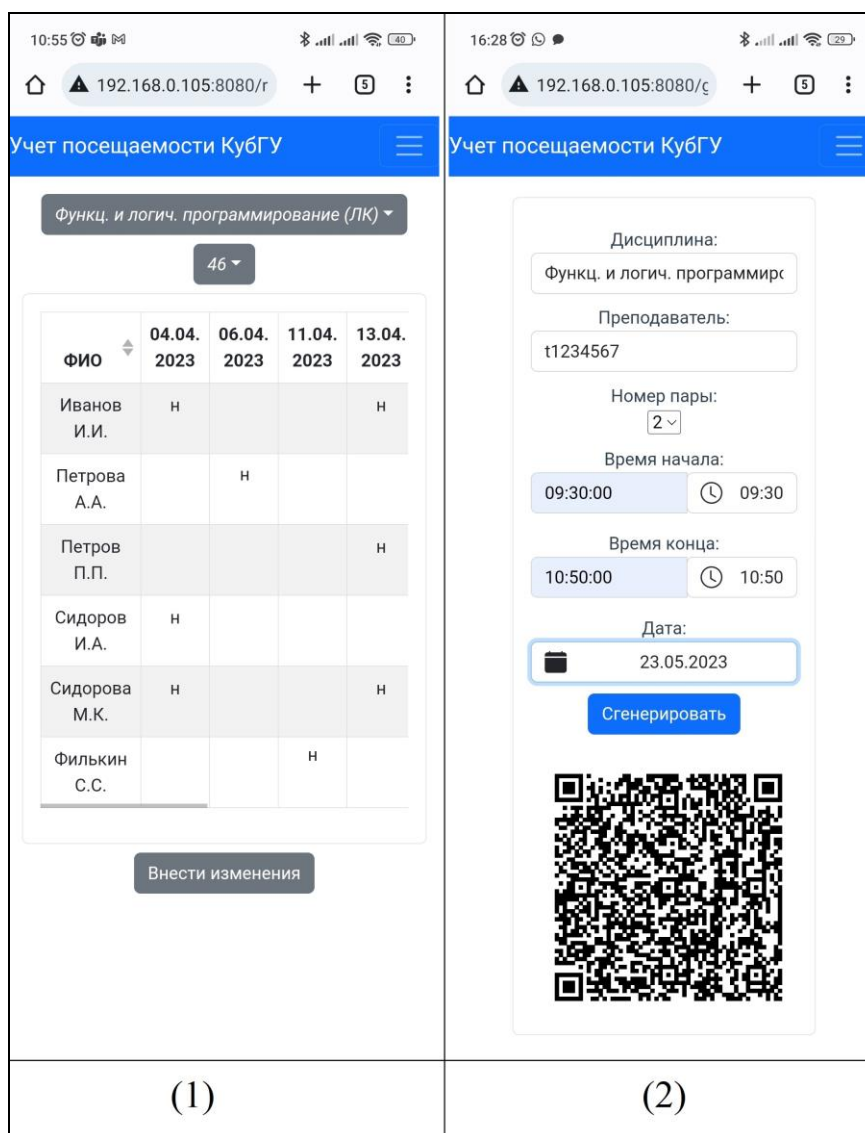 10:55
40
192.168.0.105:8080/r
5
Учет посещаемости КубГУ
Функц. и логич. программирование (ЛК)
46
ФИО 04.04. 06.04. 11.04. 13.04.
2023 2023 2023 2023
Иванов н н
И.И.
Петрова н
А.А.
Петров н
П.П.
Сидоров н
И.А.
Сидорова н н
М.К.
Филькин н
С.С.
Внести изменения
(1)
16:28
29
192.168.0.105:8080/g
5
Учет посещаемости КубГУ
Дисциплина:
Функц. и логич. программиро
Преподаватель:
t1234567
Номер пары:
2
Время начала:
09:30:00 09:30
Время конца:
10:50:00 10:50
Дата:
23.05.2023
Сгенерировать
(2)